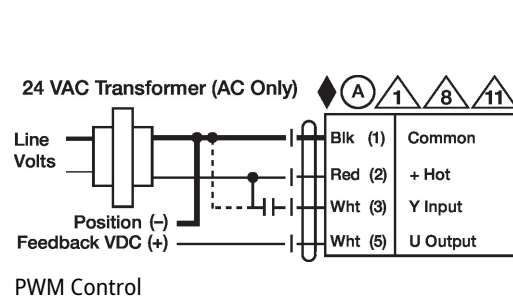 24 VAC Transformer (AC Only)
A 1 8 11
Line
Volts
Blk (1) Common
Red (2) + Hot
Wht (3) Y Input
Position (–)
Feedback VDC (+)
Wht (5) U Output
PWM Control